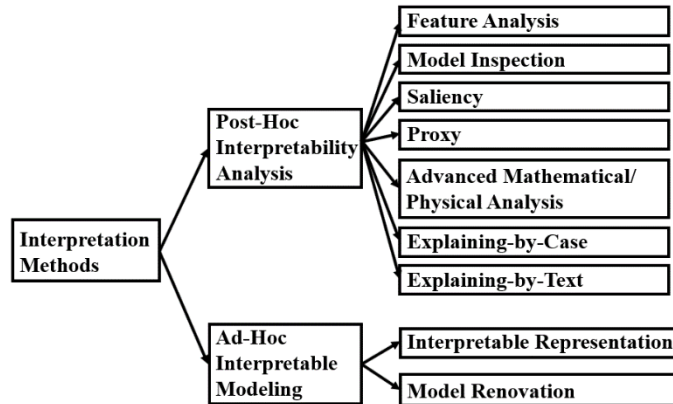 Feature Analysis
Model Inspection
Saliency
Proxy
Advanced Mathematical/
Physical Analysis
Explaining-by-Case
Explaining-by-Text
Post-Hoc
Interpretability
Analysis
Interpretation
Methods
Ad-Hoc
Interpretable
Modeling
Interpretable Representation
Model Renovation